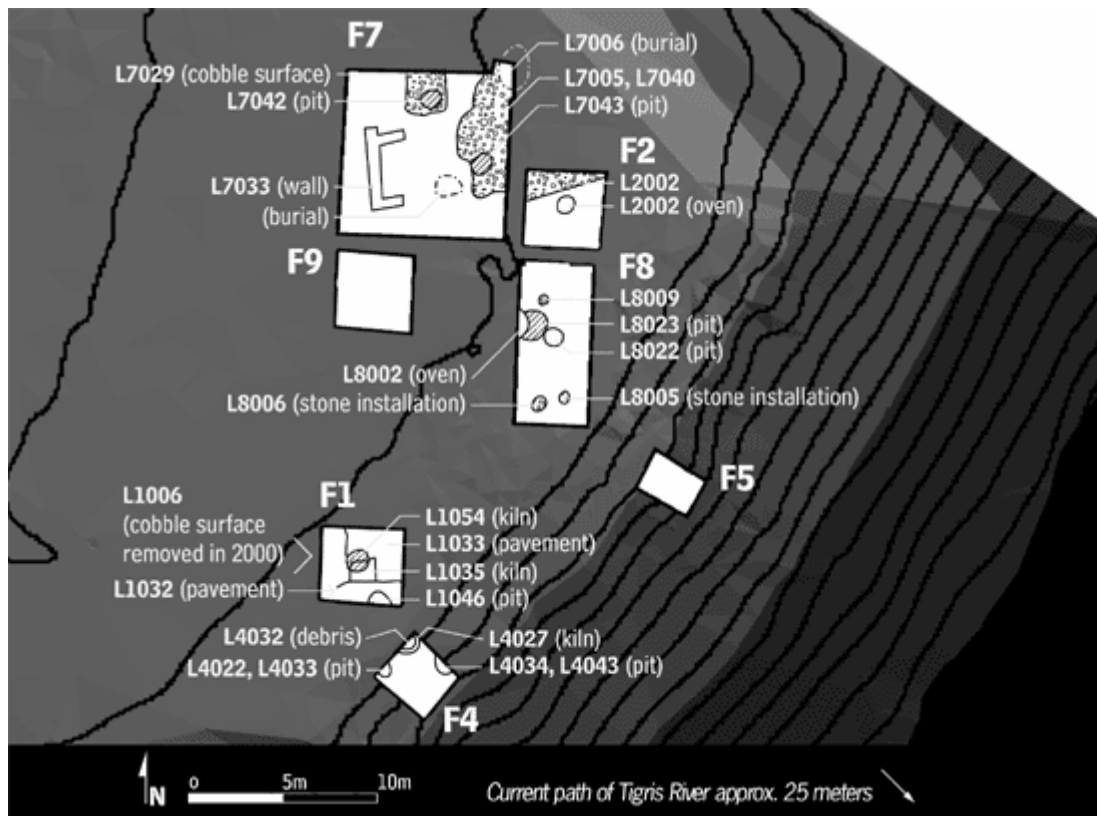 F7
L7006 (burial)
L7029 (cobble surface)
L7005, L7040
L7042 (pit)
L7043 (pit)
F2
L7033 (wall)
L2002
(burial)
L2002 (oven)
F9
F8
L8009
L8023 (pit)
L8022 (pit)
L8002 (oven)
L8006 (stone installation)
L8005 (stone installation)
F5
F1
L1006
(cobble surface
removed in 2000)
L1054 (kiln)
L1033 (pavement)
L1035 (kiln)
L1032 (pavement)
L1046 (pit)
L4032 (debris)
L4027 (kiln)
L4022, L4033 (pit)
L4034, L4043 (pit)
F4
N
0 5m 10m
Current path of Tigris River approx. 25 meters